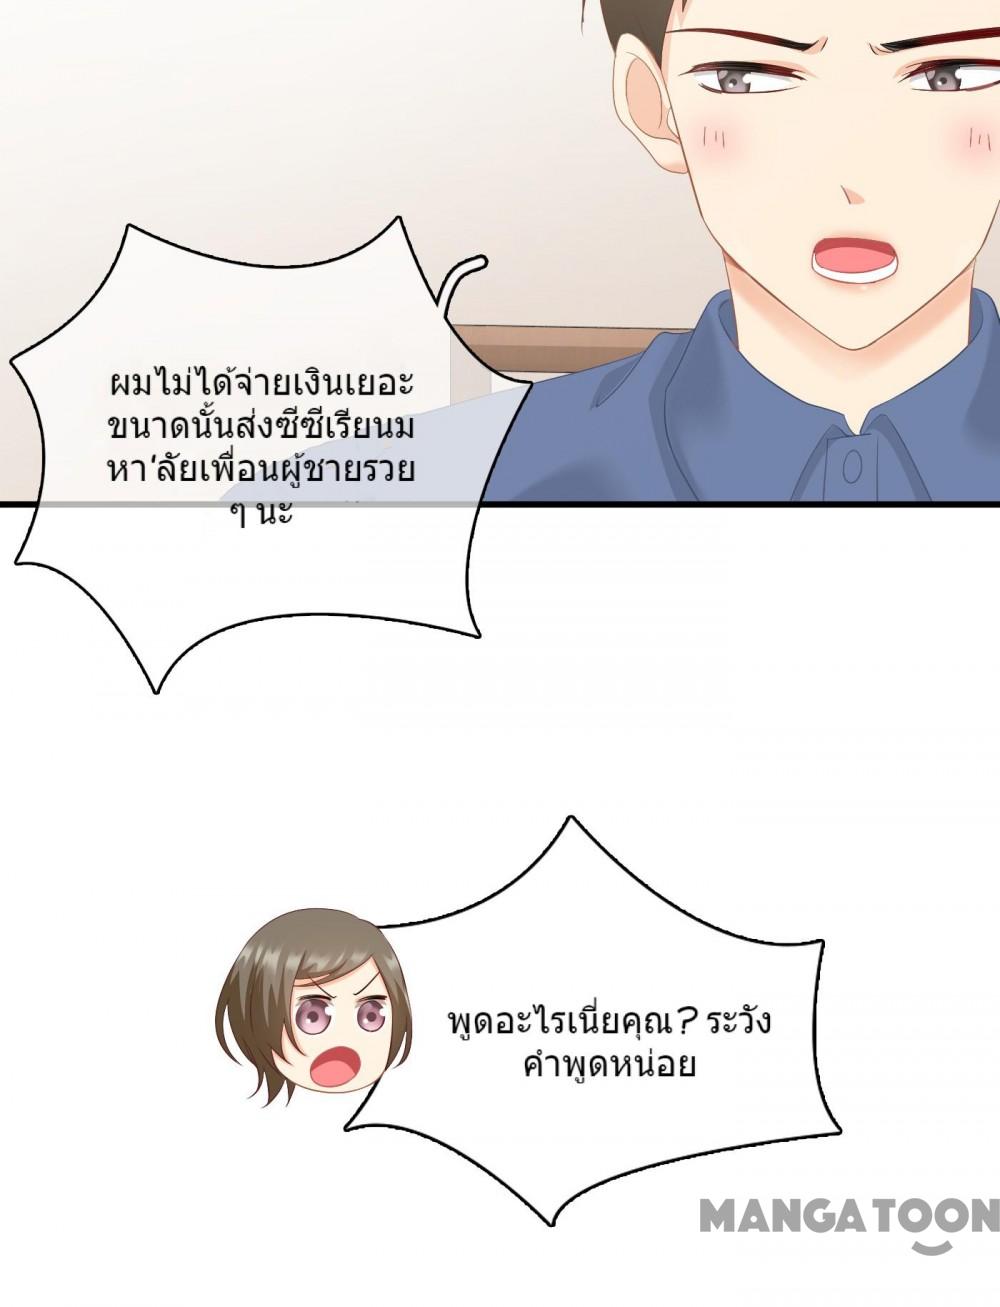 ผมไม่ได้จ่ายเงินเยอะ
ขนาดนั้นส่งซีซีเรียนม
หา'ลัยเพื่อนผู้ชายรวย
ๆ นะ
พูดอะไรเนี่ยคุณ? ระวัง
คำพูดหน่อย
MANGATOON